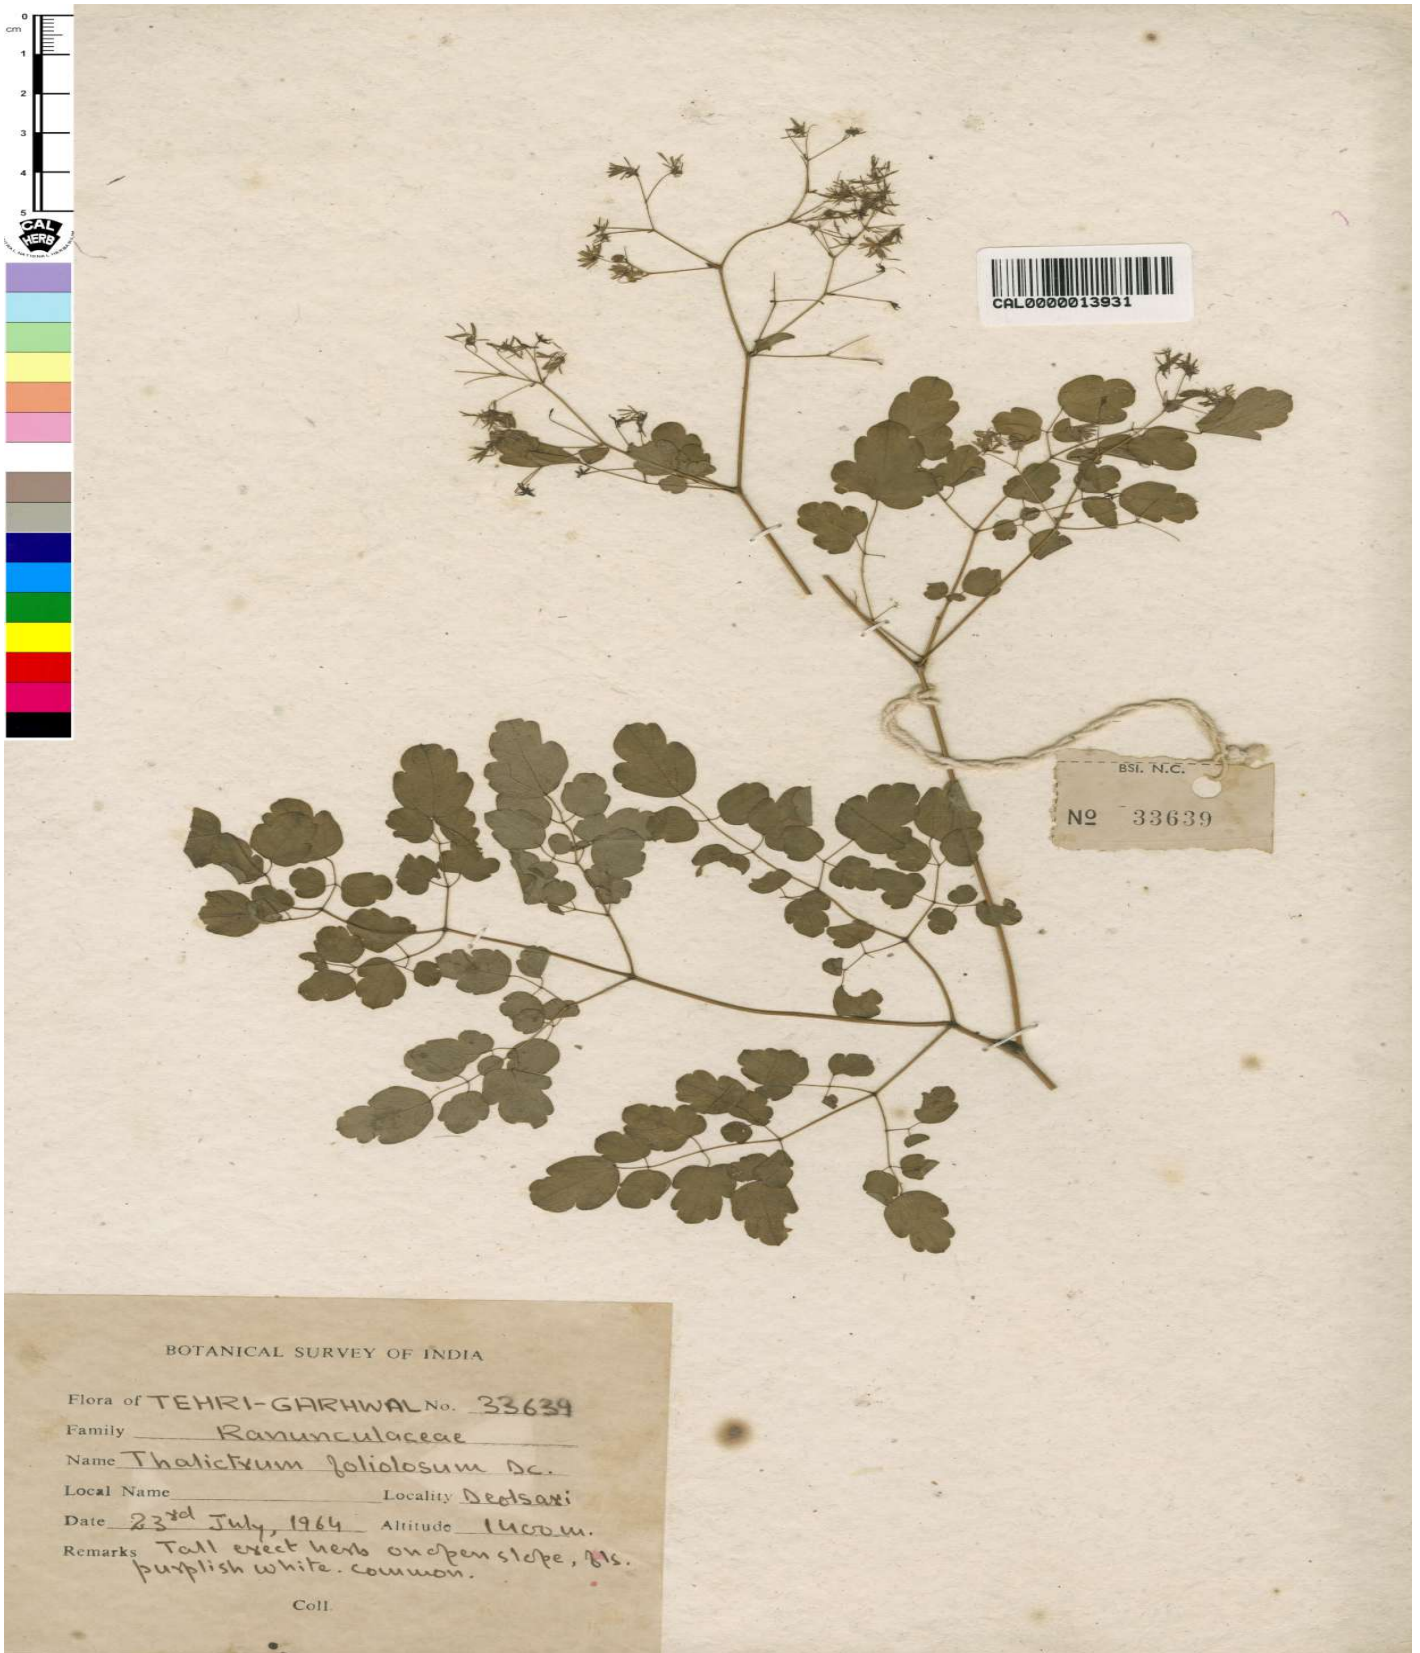 0
cm
1
2
3
4
5
CAL
HERB
CAL0000013931
BSI. N.C.
Nº 33639
BOTANICAL SURVEY OF INDIA
Flora of TEHRI-GARHWAL No. 33639
Family Ranunculaceae
Name Thalictrum foliolosum DC.
Local Name Locality Deolsari
Date 23rd July, 1964 Altitude 1400 m.
Remarks Tall erect herb on open slope, fls.
purplish white. common.
Coll.